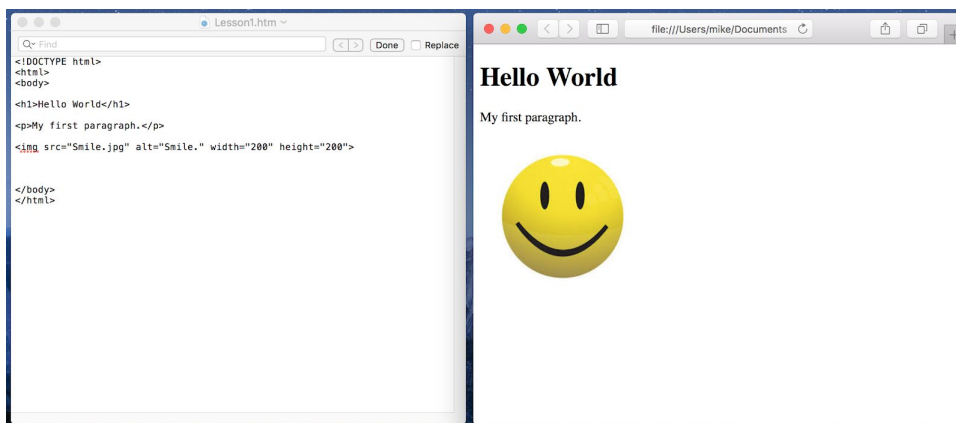 Lesson1.htm
Find
Done
Replace
<!DOCTYPE html>
<html>
<body>
<h1>Hello World</h1>
<p>My first paragraph.</p>
<img src="Smile.jpg" alt="Smile." width="200" height="200">
</body>
</html>
file:///Users/mike/Documents
Hello World
My first paragraph.